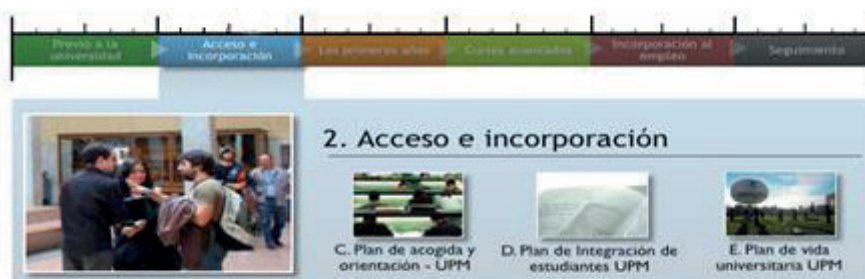 Previo a la
universidad
Acceso e
incorporación
Los primeros años
Cursos avanzados
Incorporación al
empleo
Seguimiento
2. Acceso e incorporación
C. Plan de acogida y
orientación - UPM
D. Plan de Integración de
estudiantes UPM
E. Plan de vida
universitaria UPM